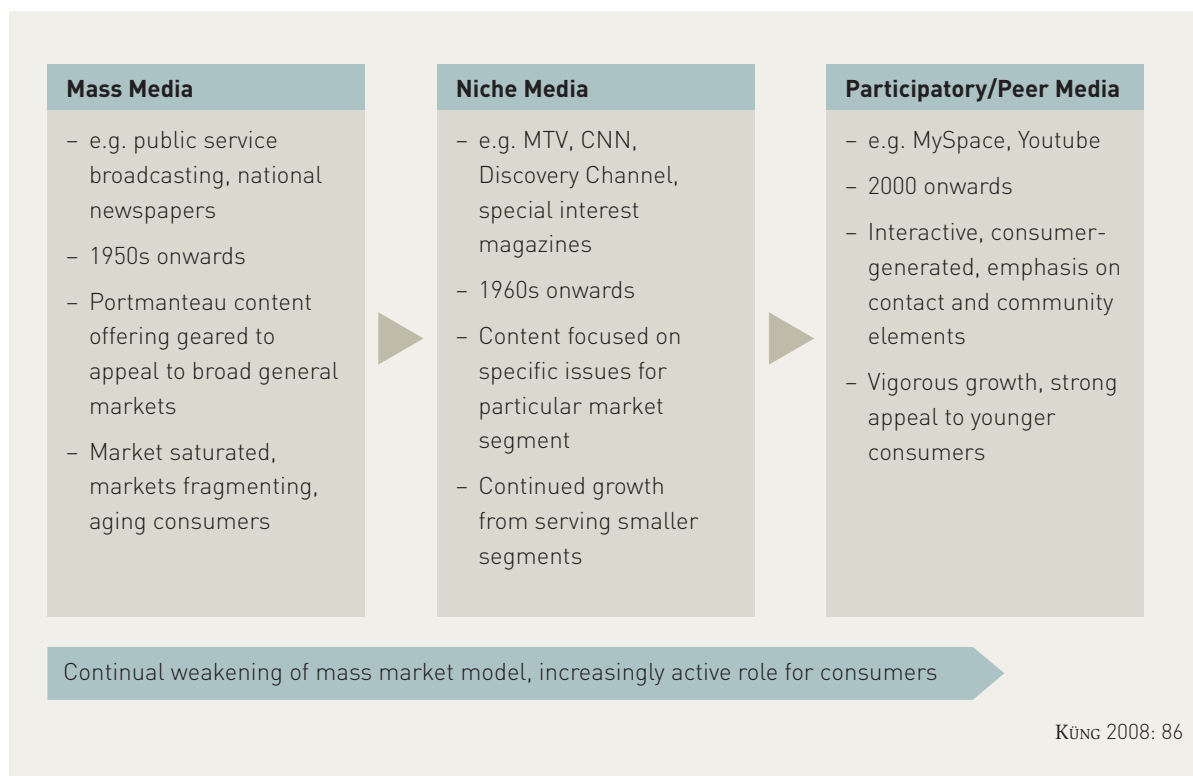 Mass Media
– e.g. public service
broadcasting, national
newspapers
– 1950s onwards
– Portmanteau content
offering geared to
appeal to broad general
markets
– Market saturated,
markets fragmenting,
aging consumers
Niche Media
– e.g. MTV, CNN,
Discovery Channel,
special interest
magazines
– 1960s onwards
– Content focused on
specific issues for
particular market
segment
– Continued growth
from serving smaller
segments
Participatory/Peer Media
– e.g. MySpace, Youtube
– 2000 onwards
– Interactive, consumer-
generated, emphasis on
contact and community
elements
– Vigorous growth, strong
appeal to younger
consumers
Continual weakening of mass market model, increasingly active role for consumers
Küng 2008: 86